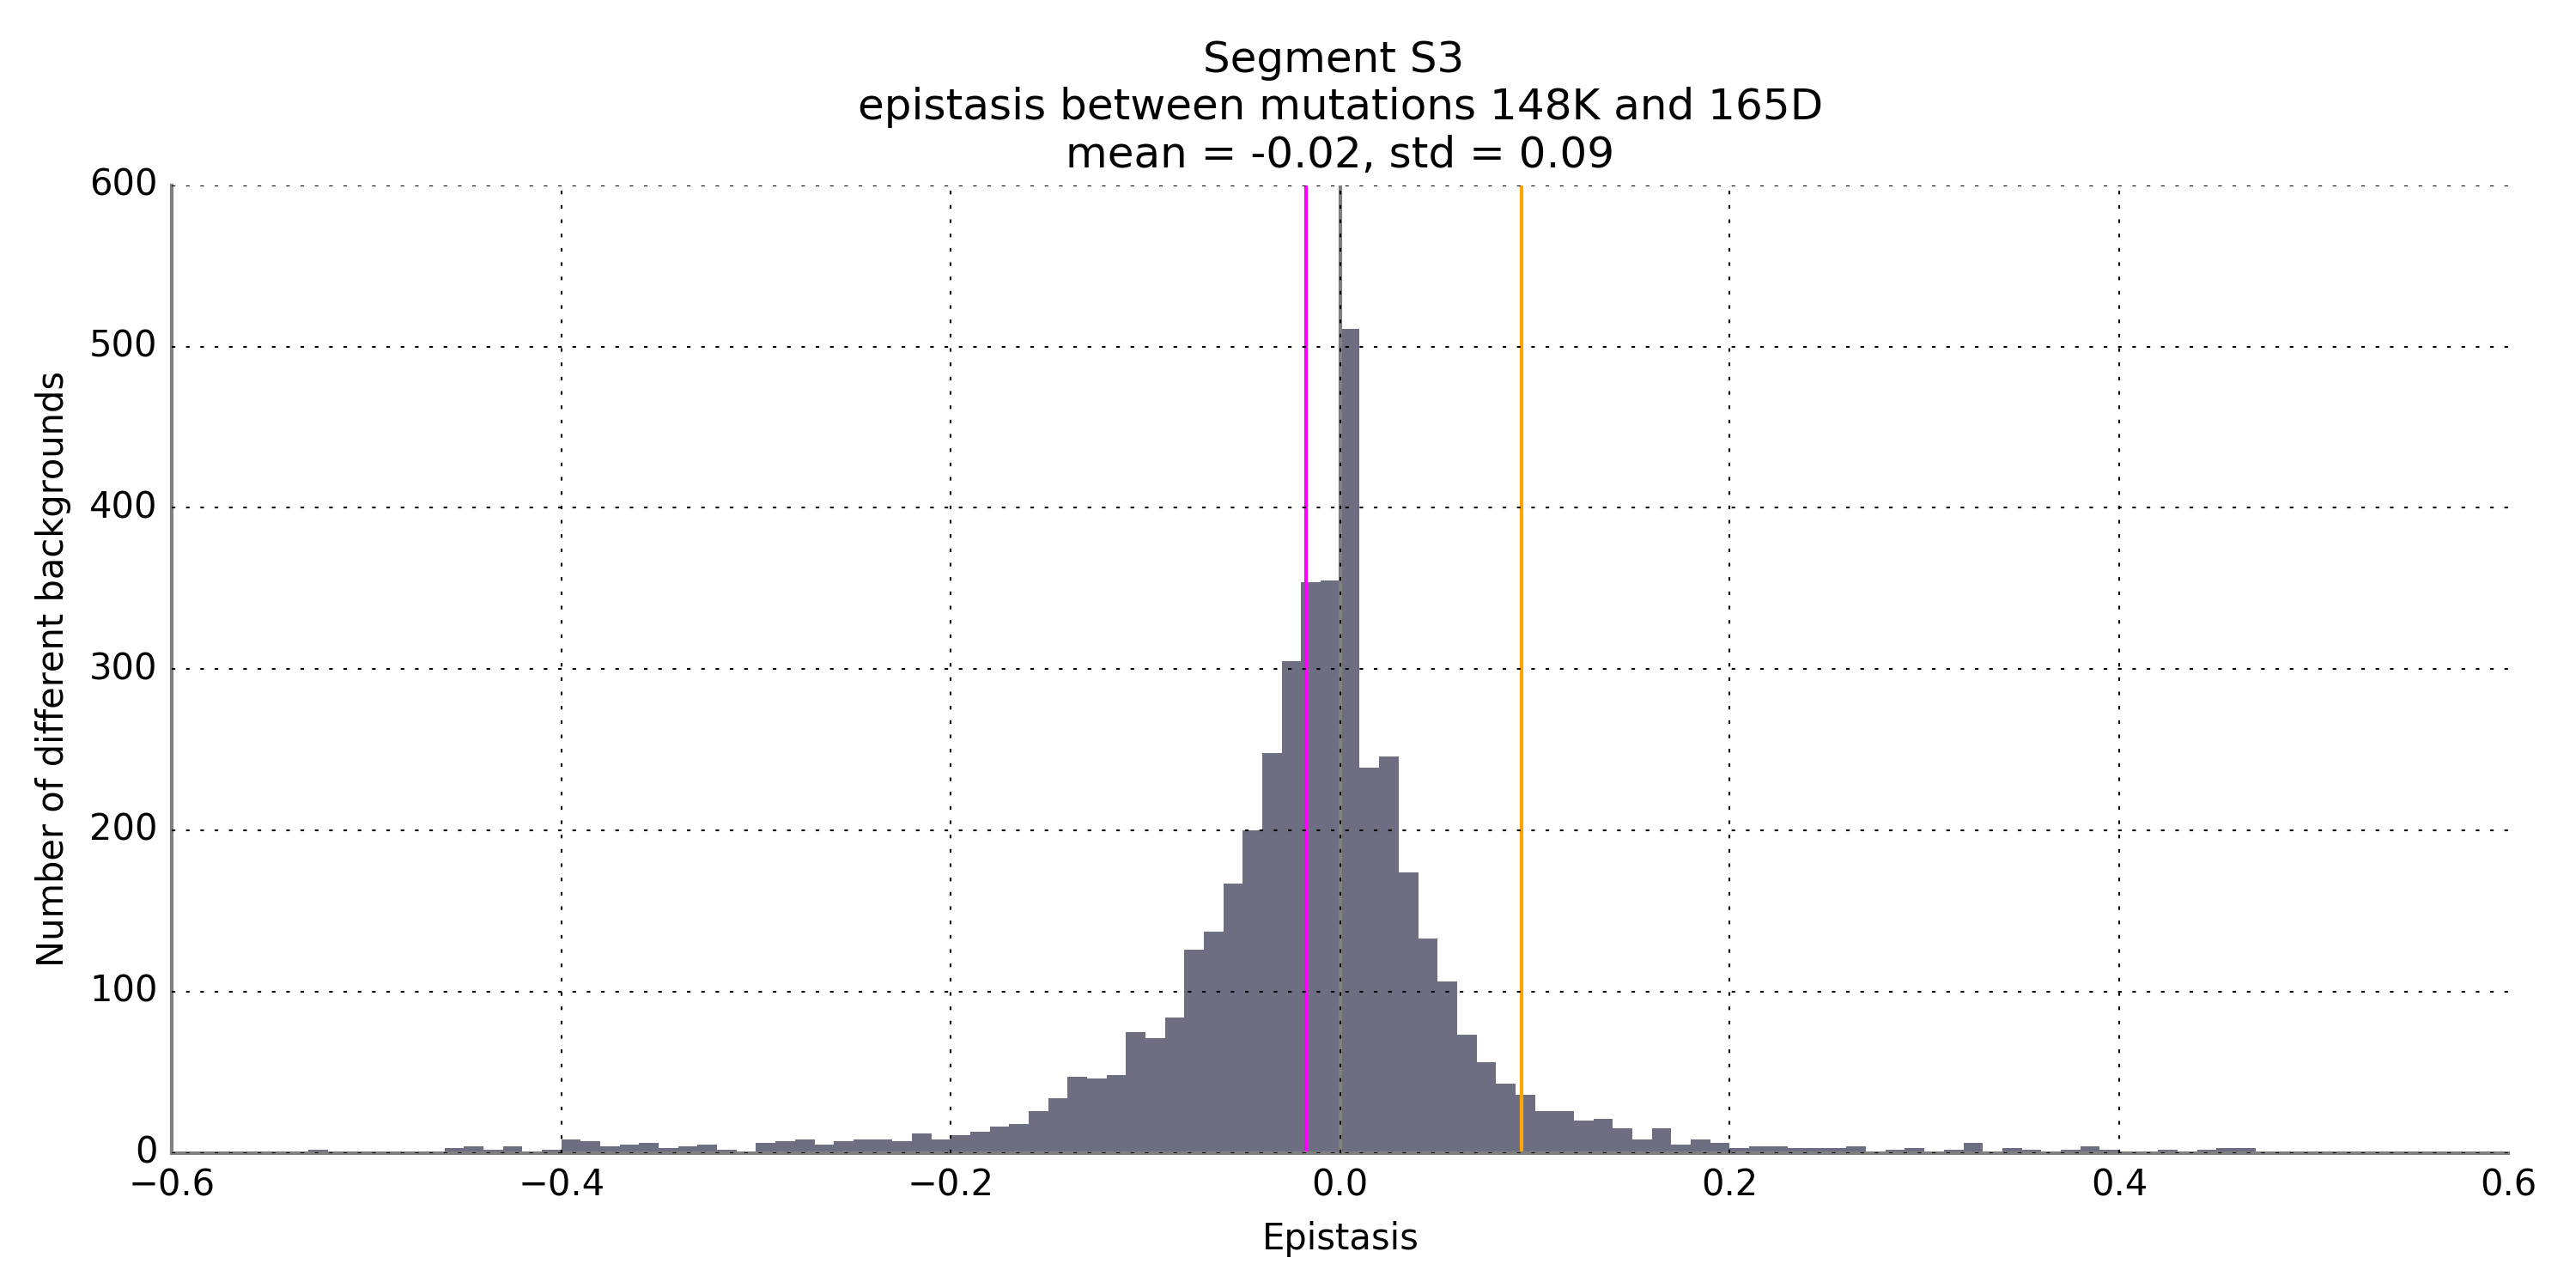 Segment S3
epistasis between mutations 148K and 165D
mean = -0.02, std = 0.09
600
500
400
300
200
100
0
Number of different backgrounds
−0.6 −0.4 −0.2 0.0 0.2 0.4 0.6
Epistasis